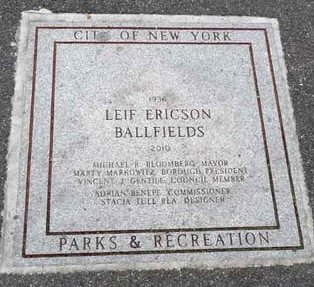 CITY OF NEW YORK
1936
LEIF ERICSON
BALLFIELDS
2010
MICHAEL R BLOOMBERG MAYOR
MARTY MARKOWITZ, BOROUGH PRESIDENT
VINCENT J. GENTILE, COUNCIL MEMBER
ADRIAN BENEPE COMMISSIONER
STACIA TULL RLA DESIGNER
PARKS & RECREATION